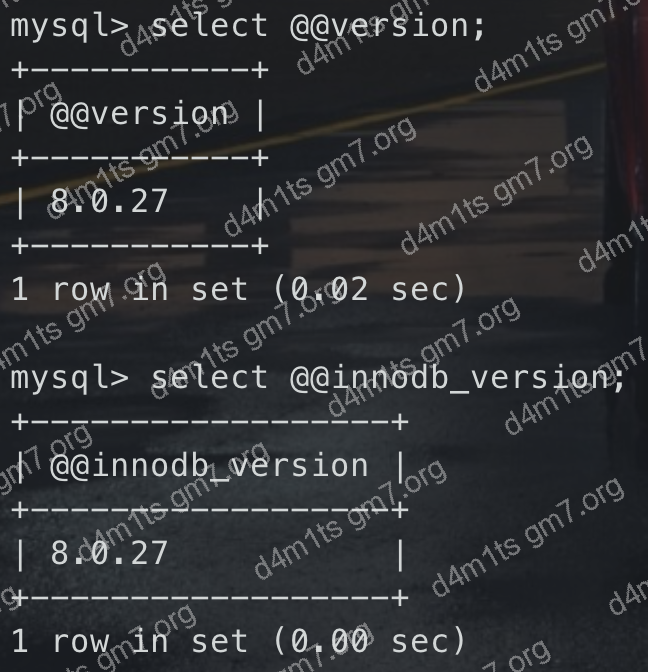 mysql> select @@version;
+-----------+
| @@version |
+-----------+
| 8.0.27    |
+-----------+
1 row in set (0.02 sec)
mysql> select @@innodb_version;
+------------------+
| @@innodb_version |
+------------------+
| 8.0.27           |
+------------------+
1 row in set (0.00 sec)
d4m1ts gm7.org